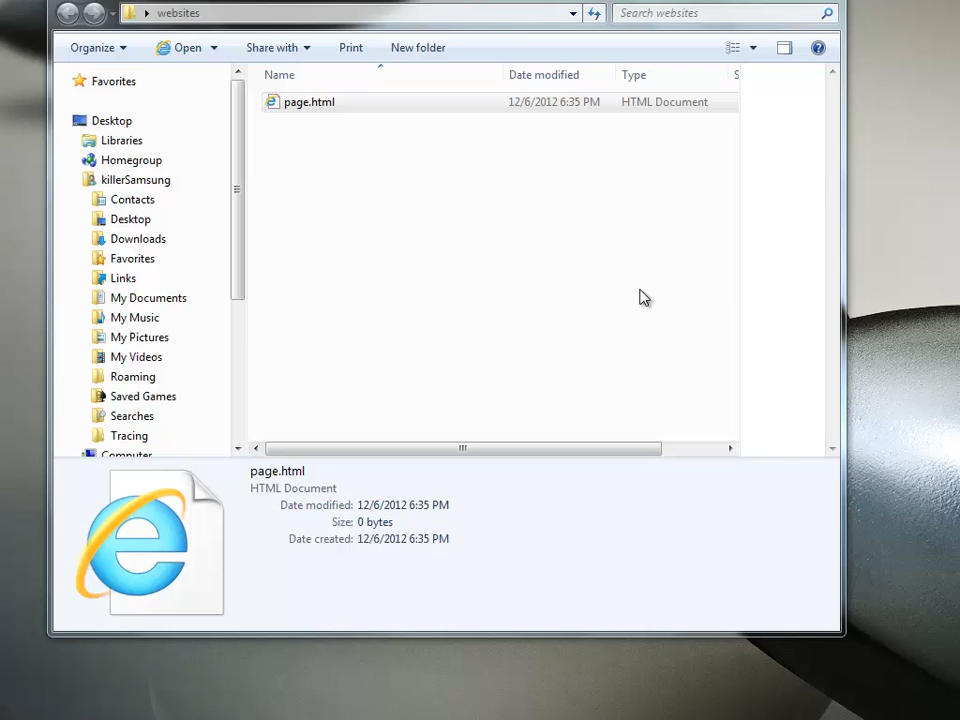 websites
Search websites
Organize Open Share with Print New folder
Name Date modified Type S
page.html 12/6/2012 6:35 PM HTML Document
Favorites
Desktop
Libraries
Homegroup
killerSamsung
Contacts
Desktop
Downloads
Favorites
Links
My Documents
My Music
My Pictures
My Videos
Roaming
Saved Games
Searches
Tracing
Computer
page.html
HTML Document
Date modified: 12/6/2012 6:35 PM
Size: 0 bytes
Date created: 12/6/2012 6:35 PM